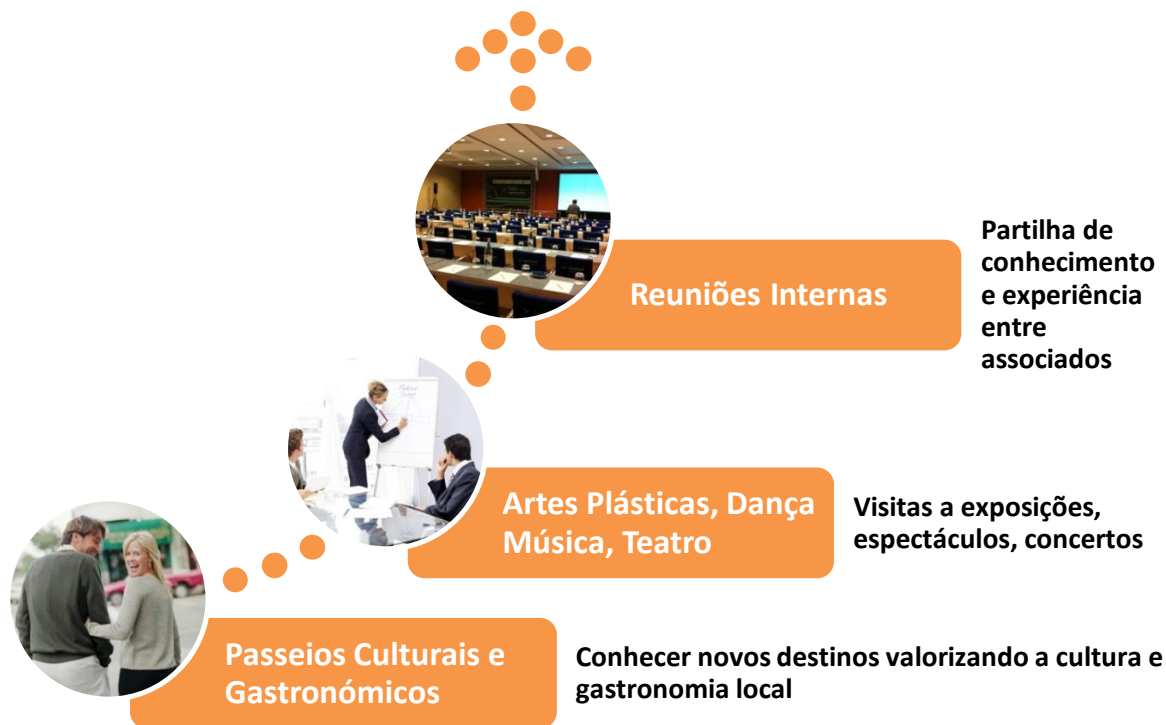 Reuniões Internas
Partilha de
conhecimento
e experiência
entre
associados
Artes Plásticas, Dança
Música, Teatro
Visitas a exposições,
espectáculos, concertos
Passeios Culturais e
Gastronómicos
Conhecer novos destinos valorizando a cultura e
gastronomia local